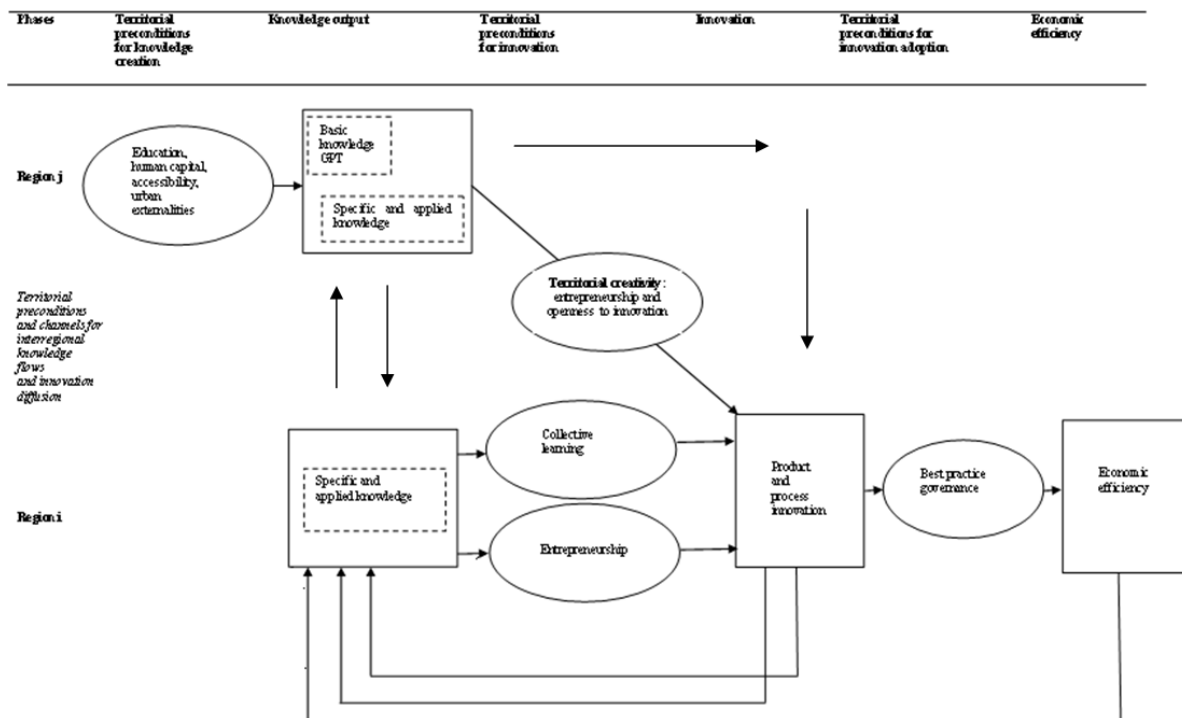 Phases
Territorial
preconditions
for knowledge
creation
Knowledge output
Territorial
preconditions
for innovation
Innovation
Territorial
preconditions for
innovation adoption
Economic
efficiency
Region j
Education,
human capital,
accessibility,
urban
externalities
Basic
knowledge
GPT
Specific and applied
knowledge
Territorial creativity:
entrepreneurship and
openness to innovation
Territorial
preconditions
and channels for
interregional
knowledge
flows
and innovation
diffusion
Region i
Specific and
applied knowledge
Collective
learning
Entrepreneurship
Product
and
process
innovation
Best practice
governance
Economic
efficiency